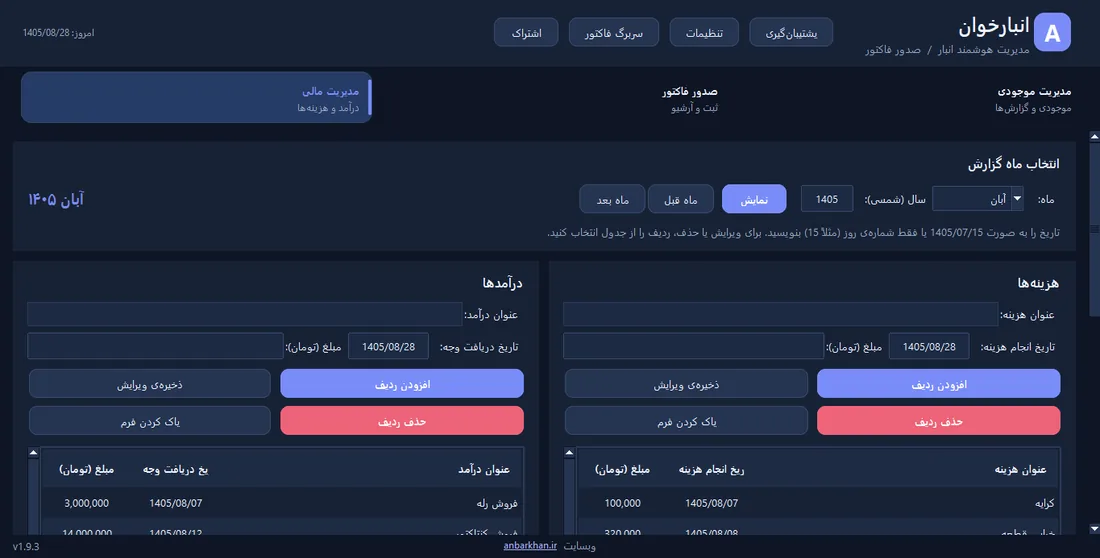 انبارخوان
A
مدیریت هوشمند انبار / صدور فاکتور
پشتیبان‌گیری
تنظیمات
سربرگ فاکتور
اشتراک
امروز: 1405/08/28
مدیریت موجودی
موجودی و گزارش‌ها
صدور فاکتور
ثبت و آرشیو
مدیریت مالی
درآمد و هزینه‌ها
انتخاب ماه گزارش
ماه: آبان سال (شمسی): 1405 نمایش ماه قبل ماه بعد
آبان ۱۴۰۵
تاریخ را به صورت 1405/07/15 یا فقط شماره‌ی روز (مثلاً 15) بنویسید. برای ویرایش یا حذف، ردیف را از جدول انتخاب کنید.
هزینه‌ها
عنوان هزینه:
تاریخ انجام هزینه: 1405/08/28 مبلغ (تومان):
افزودن ردیف ذخیره‌ی ویرایش
حذف ردیف پاک کردن فرم
عنوان هزینه ریخ انجام هزینه مبلغ (تومان)
کرایه 1405/08/07 100,000
1405/08/08 320,000
درآمدها
عنوان درآمد:
تاریخ دریافت وجه: 1405/08/28 مبلغ (تومان):
افزودن ردیف ذخیره‌ی ویرایش
حذف ردیف پاک کردن فرم
عنوان درآمد یخ دریافت وجه مبلغ (تومان)
فروش رله 1405/08/07 3,000,000
فروش کنتاکتور 1405/08/12 14,000,000
وبسایت anbarkhan.ir
v1.9.3